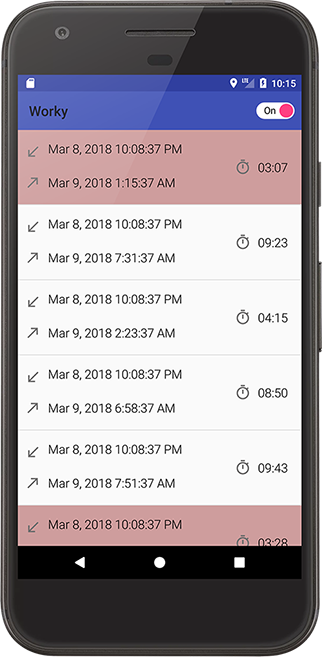 LTE 10:15
Worky On
Mar 8, 2018 10:08:37 PM
03:07
Mar 9, 2018 1:15:37 AM
Mar 8, 2018 10:08:37 PM
09:23
Mar 9, 2018 7:31:37 AM
Mar 8, 2018 10:08:37 PM
04:15
Mar 9, 2018 2:23:37 AM
Mar 8, 2018 10:08:37 PM
08:50
Mar 9, 2018 6:58:37 AM
Mar 8, 2018 10:08:37 PM
09:43
Mar 9, 2018 7:51:37 AM
Mar 8, 2018 10:08:37 PM
03:28